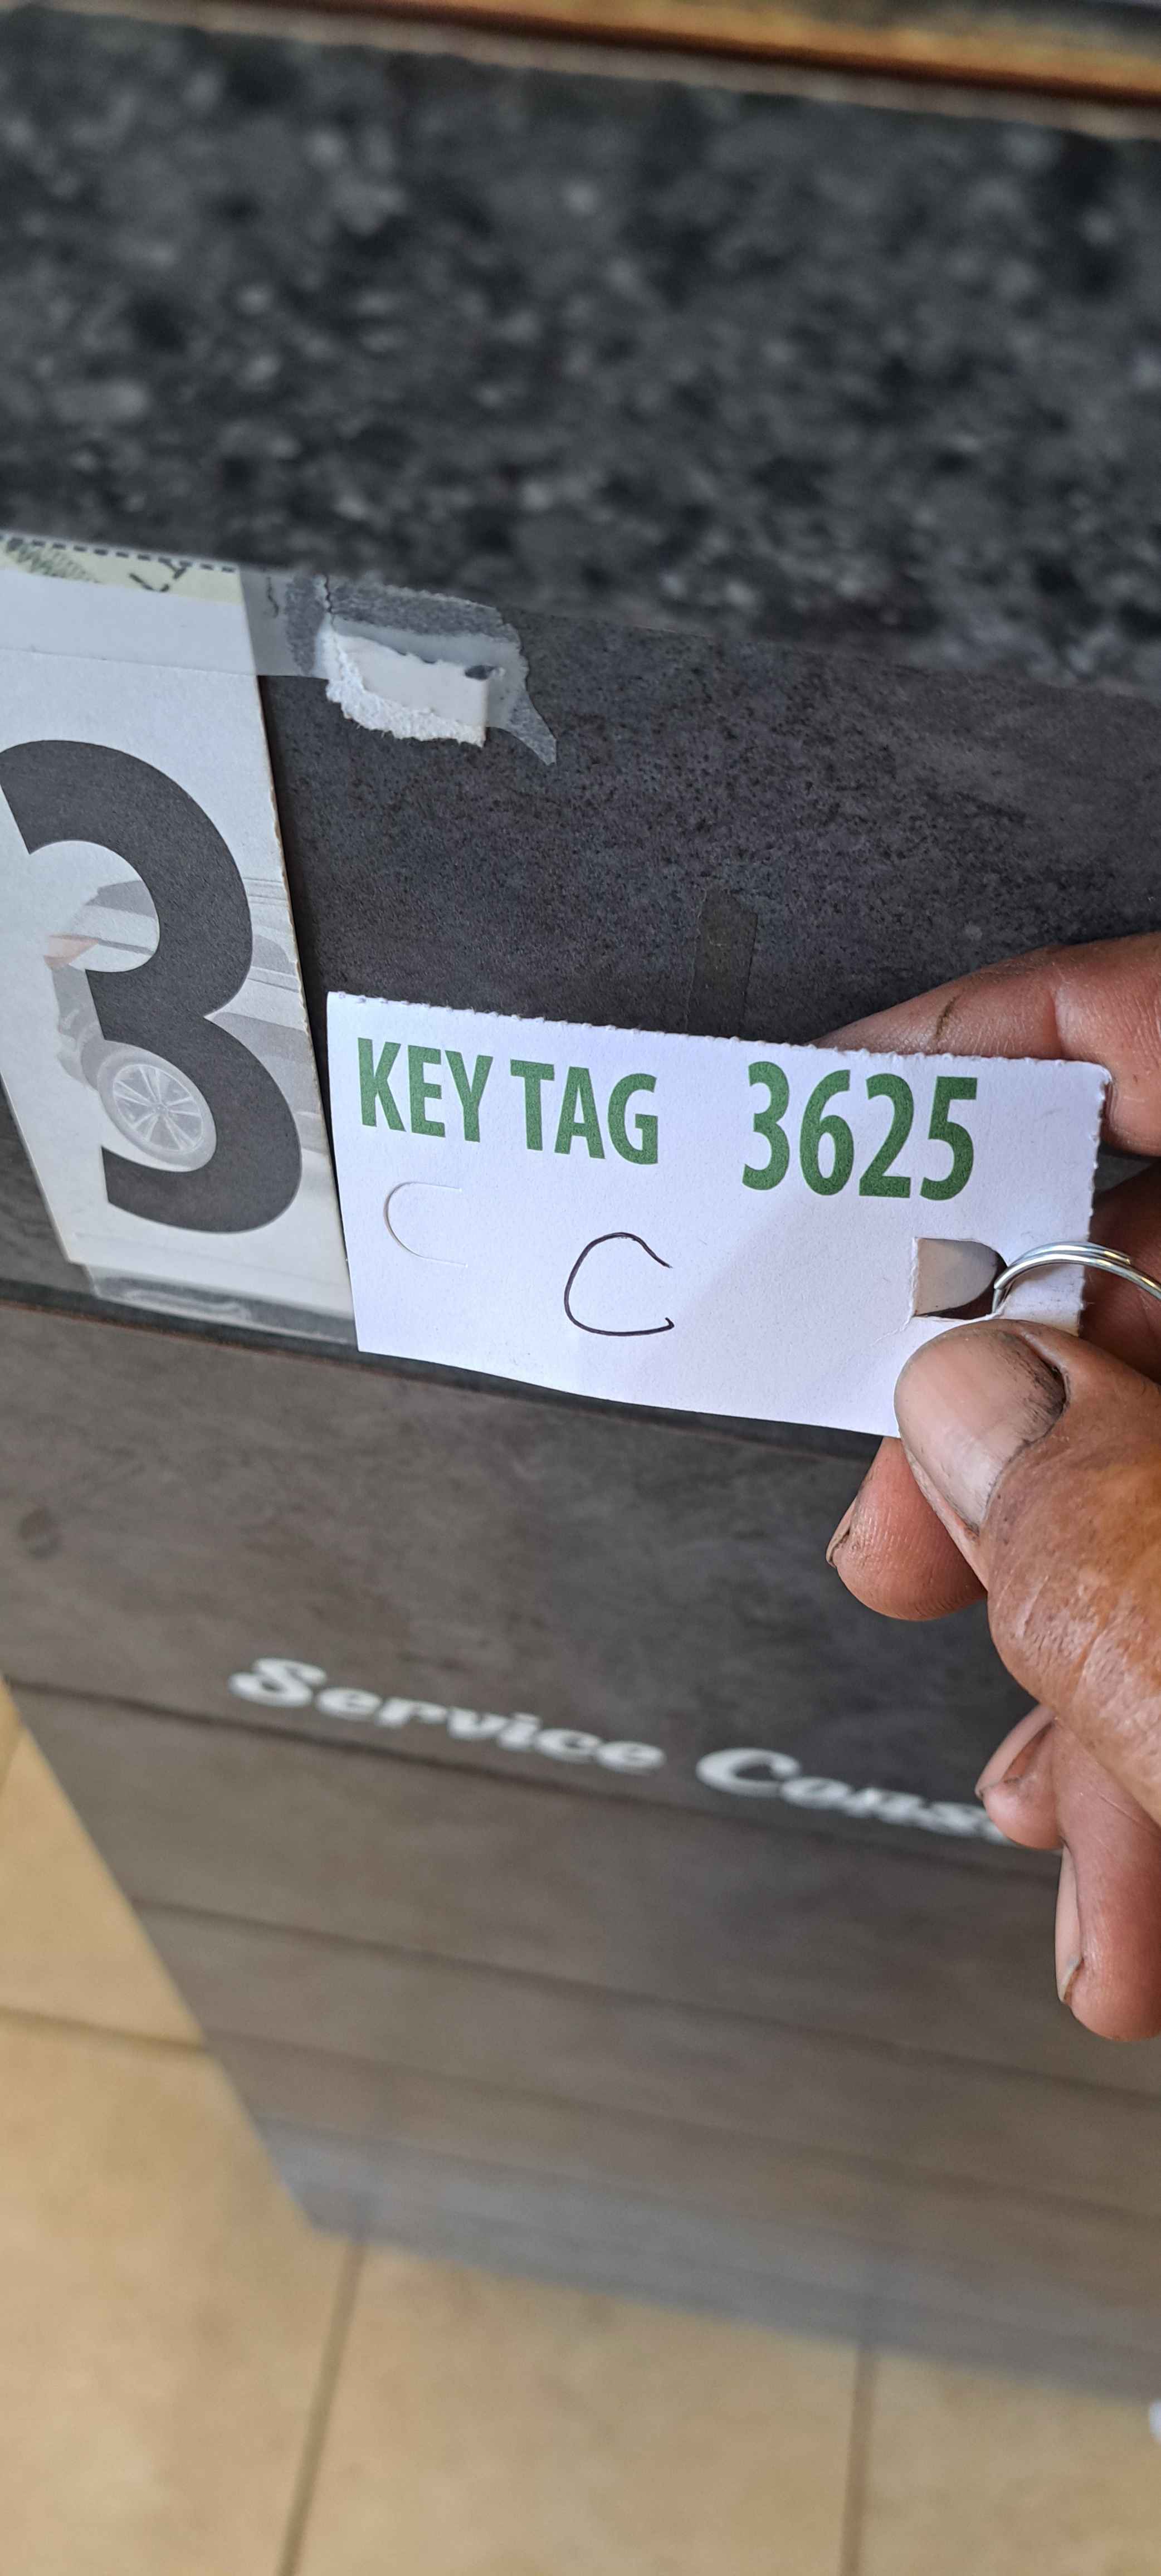 3
KEY TAG 3625
C
Service Cons